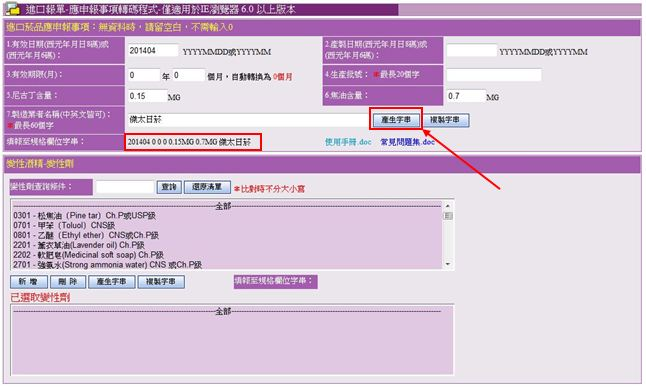 進口報單-應申報事項轉碼程式-僅適用於IE瀏覽器 6.0 以上版本
進口菸品應申報事項：無資料時，請留空白，不需輸入0
1.有效日期(西元年月日8碼)或(西元年月6碼)： 201404 YYYYMMDD或YYYYMM 2.產製日期(西元年月日8碼)或(西元年月6碼)： YYYYMMDD或YYYYMM
3.有效期限(月)： 0 年 0 個月，自動轉換為 0個月 4.生產批號： *最長20個字
5.尼古丁含量： 0.15 MG 6.焦油含量： 0.7 MG
7.製造業者名稱(中英文皆可)： *最長60個字 傑太日菸 產生字串 複製字串
填報至規格欄位字串： 201404 0 0 0 0.15MG 0.7MG 傑太日菸 使用手冊.doc 常見問題集.doc
變性酒精-變性劑
變性劑查詢條件： 查詢 還原清單 *比對時不分大小寫
全部
0301 - 松焦油（Pine tar）Ch.P或USP級
0701 - 甲苯（Toluol）CNS級
0801 - 乙醚（Ethyl ether）CNS或Ch.P級
2201 - 薰衣草油(Lavender oil) Ch.P級
2202 - 軟肥皂(Medicinal soft soap) Ch.P級
2701 - 強氨水(Strong ammonia water) CNS 或Ch.P級
新 增 刪 除 產生字串 複製字串 填報至規格欄位字串：
已選取變性劑
全部